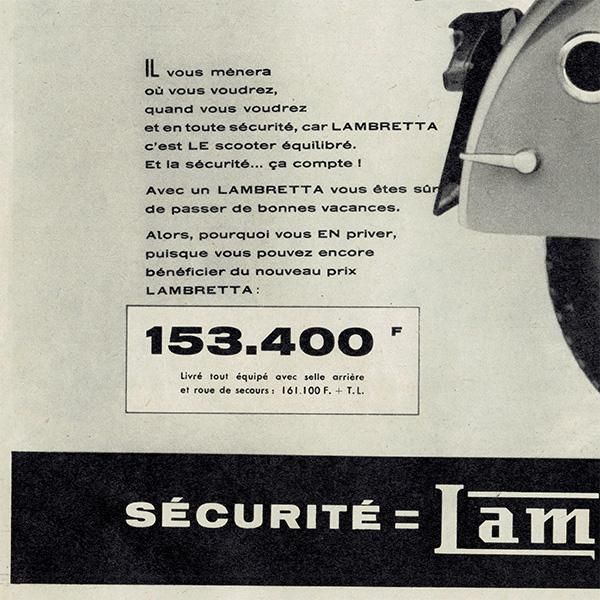 IL vous mènera
où vous voudrez,
quand vous voudrez
et en toute sécurité, car LAMBRETTA
c'est LE scooter équilibré.
Et la sécurité... ça compte !
Avec un LAMBRETTA vous êtes sûr
de passer de bonnes vacances.
Alors, pourquoi vous EN priver,
puisque vous pouvez encore
bénéficier du nouveau prix
LAMBRETTA :
153.400 F
Livré tout équipé avec selle arrière
et roue de secours : 161.100 F. + T.L.
SÉCURITÉ = Lam